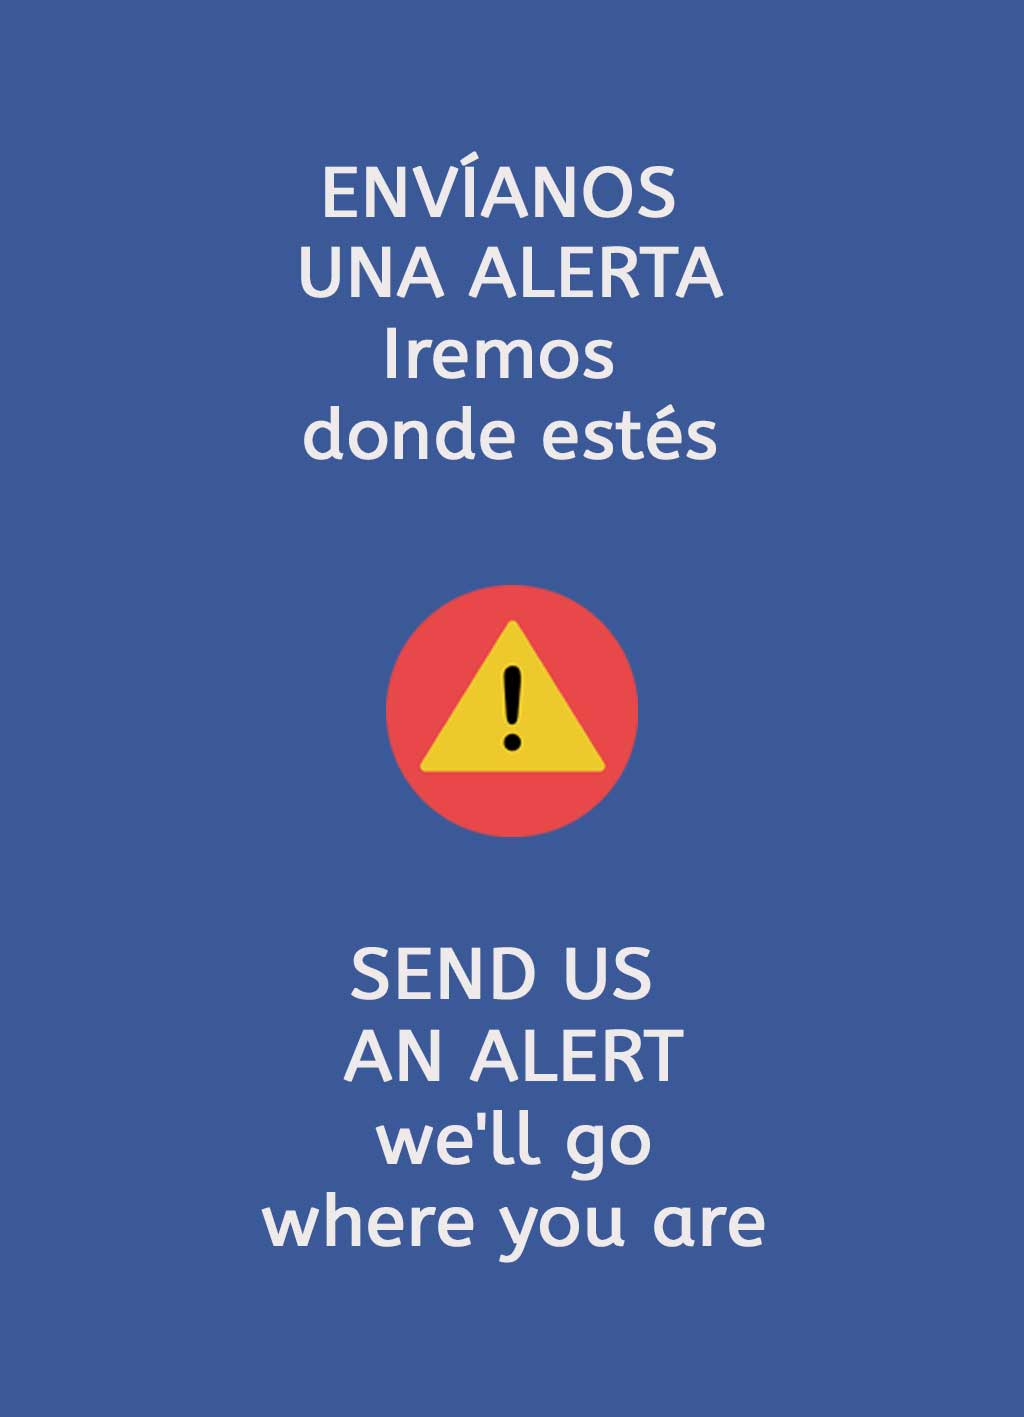 ENVÍANOS
UNA ALERTA
Iremos
donde estés
!
SEND US
AN ALERT
we'll go
where you are